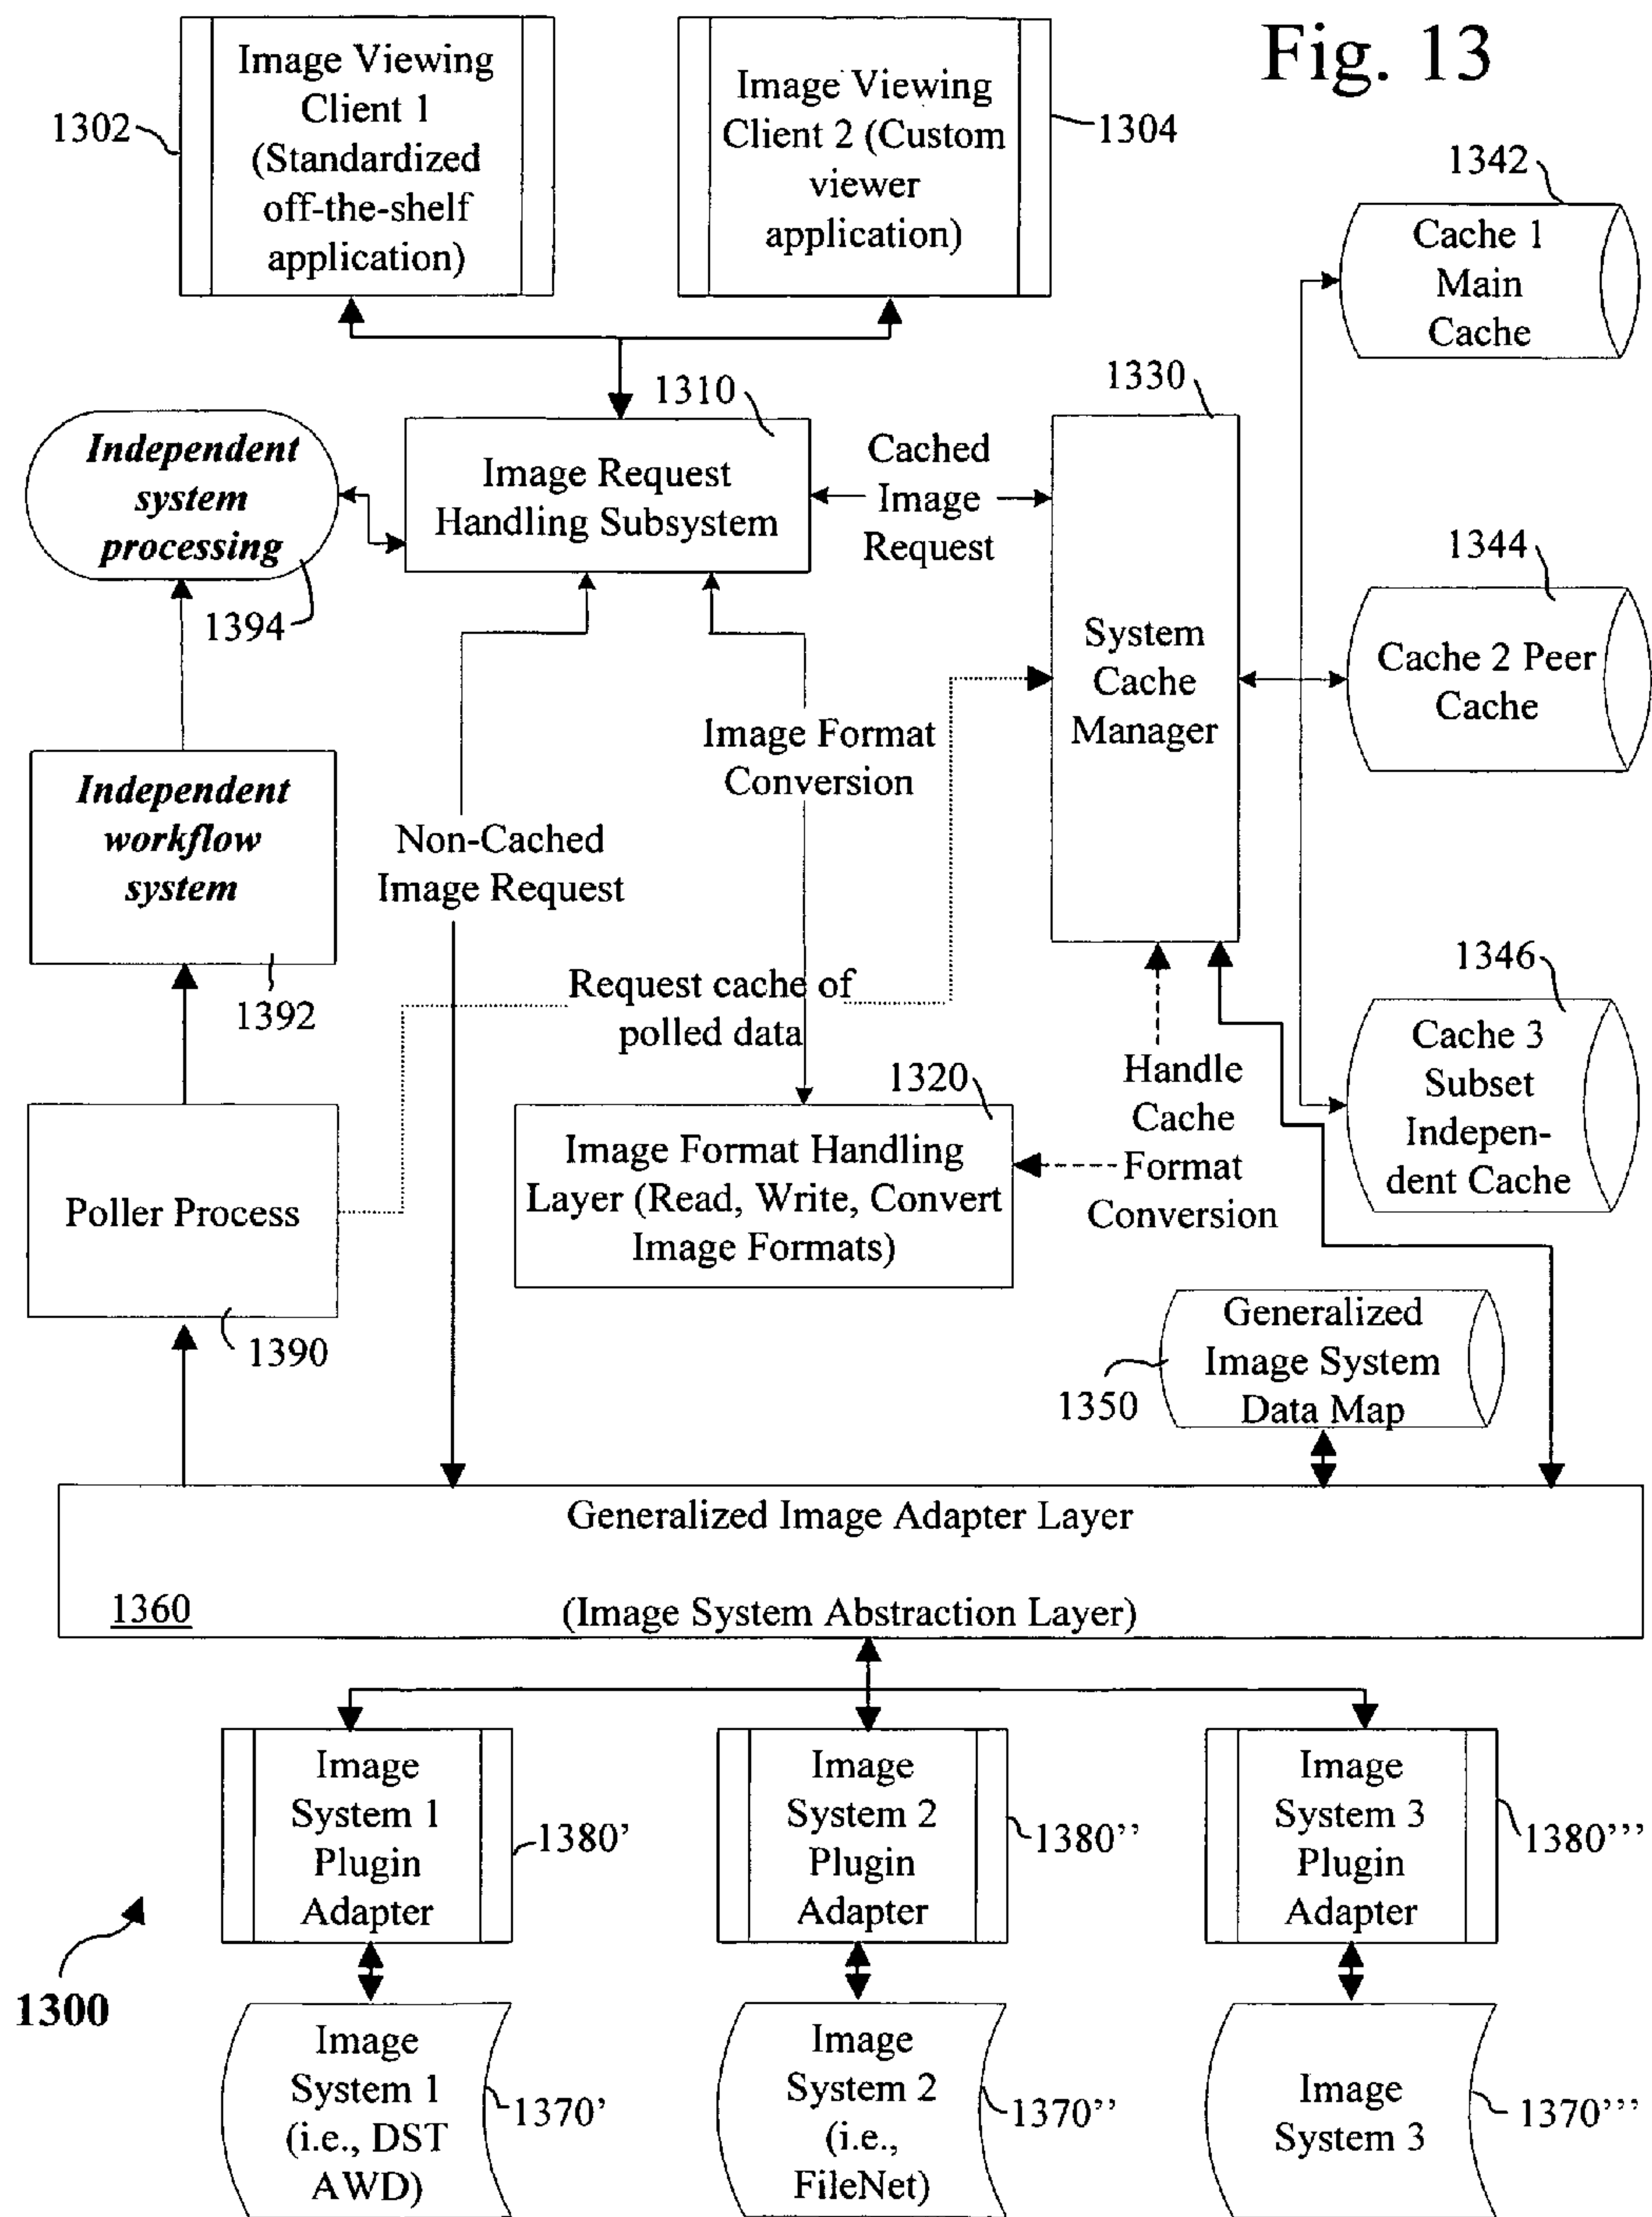 Fig. 13
Image Viewing
Client 1
(Standardized
off-the-shelf
application)
1302
Image Viewing
Client 2 (Custom
viewer
application)
1304
1342
Cache 1
Main
Cache
1310
Image Request
Handling Subsystem
Cached
Image
Request
1330
System
Cache
Manager
1344
Cache 2 Peer
Cache
Independent
system
processing
1394
Independent
workflow
system
1392
Non-Cached
Image Request
Image Format
Conversion
Request cache of
polled data
1346
Cache 3
Subset
Indepen-
dent Cache
Handle
Cache
Format
Conversion
1320
Image Format Handling
Layer (Read, Write, Convert
Image Formats)
Poller Process
1390
Generalized
Image System
Data Map
1350
Generalized Image Adapter Layer
1360
(Image System Abstraction Layer)
Image
System 1
Plugin
Adapter
1380'
Image
System 2
Plugin
Adapter
1380''
Image
System 3
Plugin
Adapter
1380'''
1300
Image
System 1
(i.e., DST
AWD)
1370'
Image
System 2
(i.e.,
FileNet)
1370''
Image
System 3
1370'''